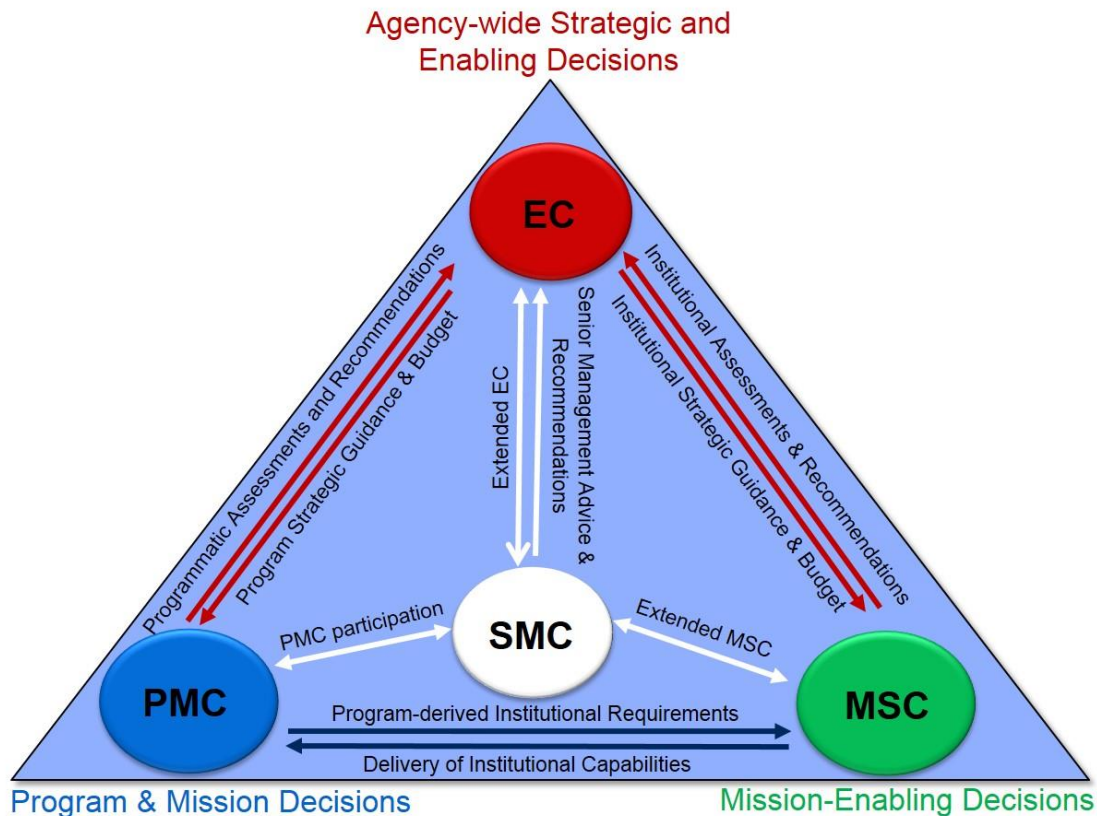 Agency-wide Strategic and
Enabling Decisions
EC
Programmatic Assessments and Recommendations
Program Strategic Guidance & Budget
Extended EC
Senior Management Advice &
Recommendations
Institutional Assessments & Recommendations
Institutional Strategic Guidance & Budget
PMC participation
SMC
Extended MSC
PMC
MSC
Program-derived Institutional Requirements
Delivery of Institutional Capabilities
Program & Mission Decisions
Mission-Enabling Decisions